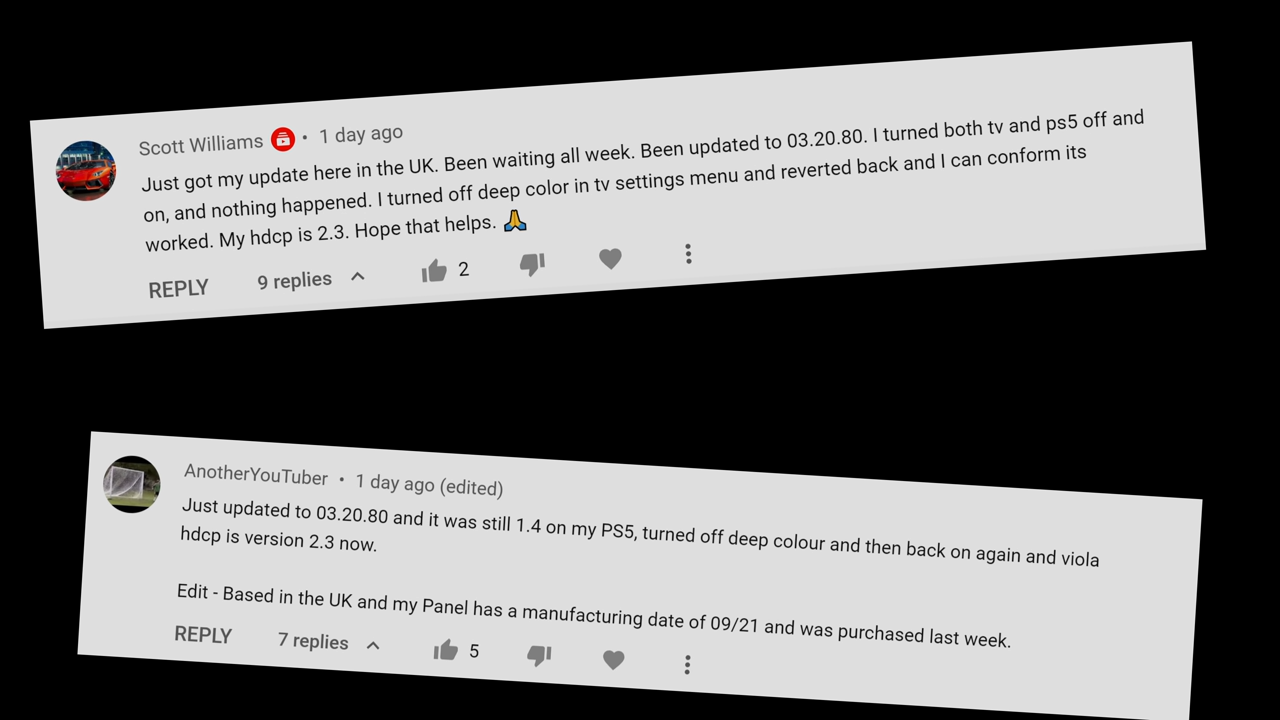 Scott Williams • 1 day ago
Just got my update here in the UK. Been waiting all week. Been updated to 03.20.80. I turned both tv and ps5 off and
on, and nothing happened. I turned off deep color in tv settings menu and reverted back and I can conform its
worked. My hdcp is 2.3. Hope that helps. 🙏
REPLY 9 replies 2
AnotherYouTuber • 1 day ago (edited)
Just updated to 03.20.80 and it was still 1.4 on my PS5, turned off deep colour and then back on again and viola
hdcp is version 2.3 now.
Edit - Based in the UK and my Panel has a manufacturing date of 09/21 and was purchased last week.
REPLY 7 replies 5